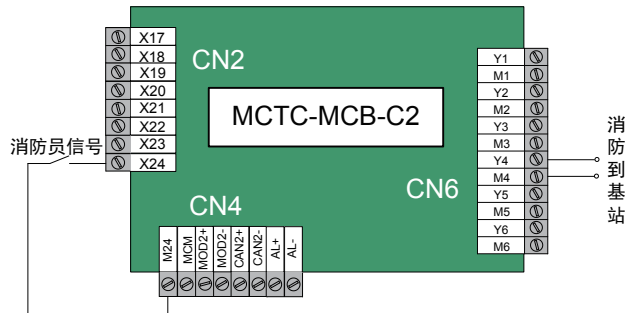 X17
X18
X19
X20
X21
X22
X23
X24
CN2
消防员信号
MCTC-MCB-C2
CN4
M24
MCM
MOD2+
MOD2-
CAN2+
CAN2-
AL+
AL-
CN6
Y1
M1
Y2
M2
Y3
M3
Y4
M4
Y5
M5
Y6
M6
消防到基站